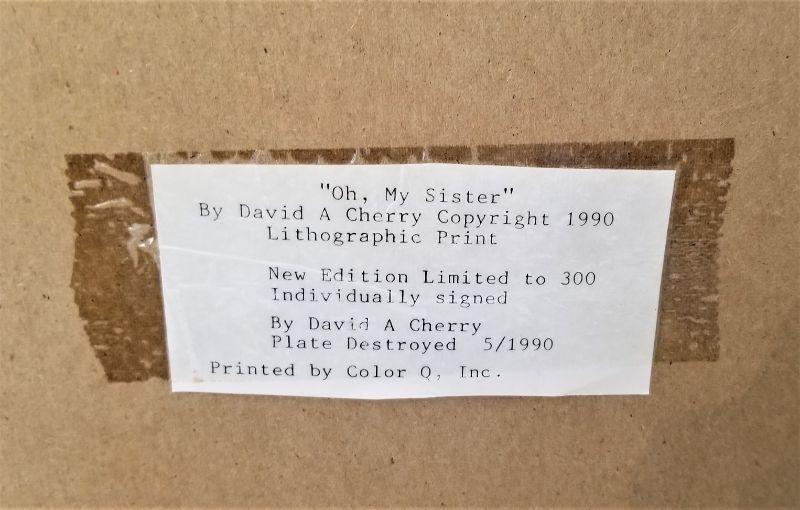 "Oh, My Sister"
By David A Cherry Copyright 1990
Lithographic Print
New Edition Limited to 300
Individually signed
By David A Cherry
Plate Destroyed 5/1990
Printed by Color Q, Inc.